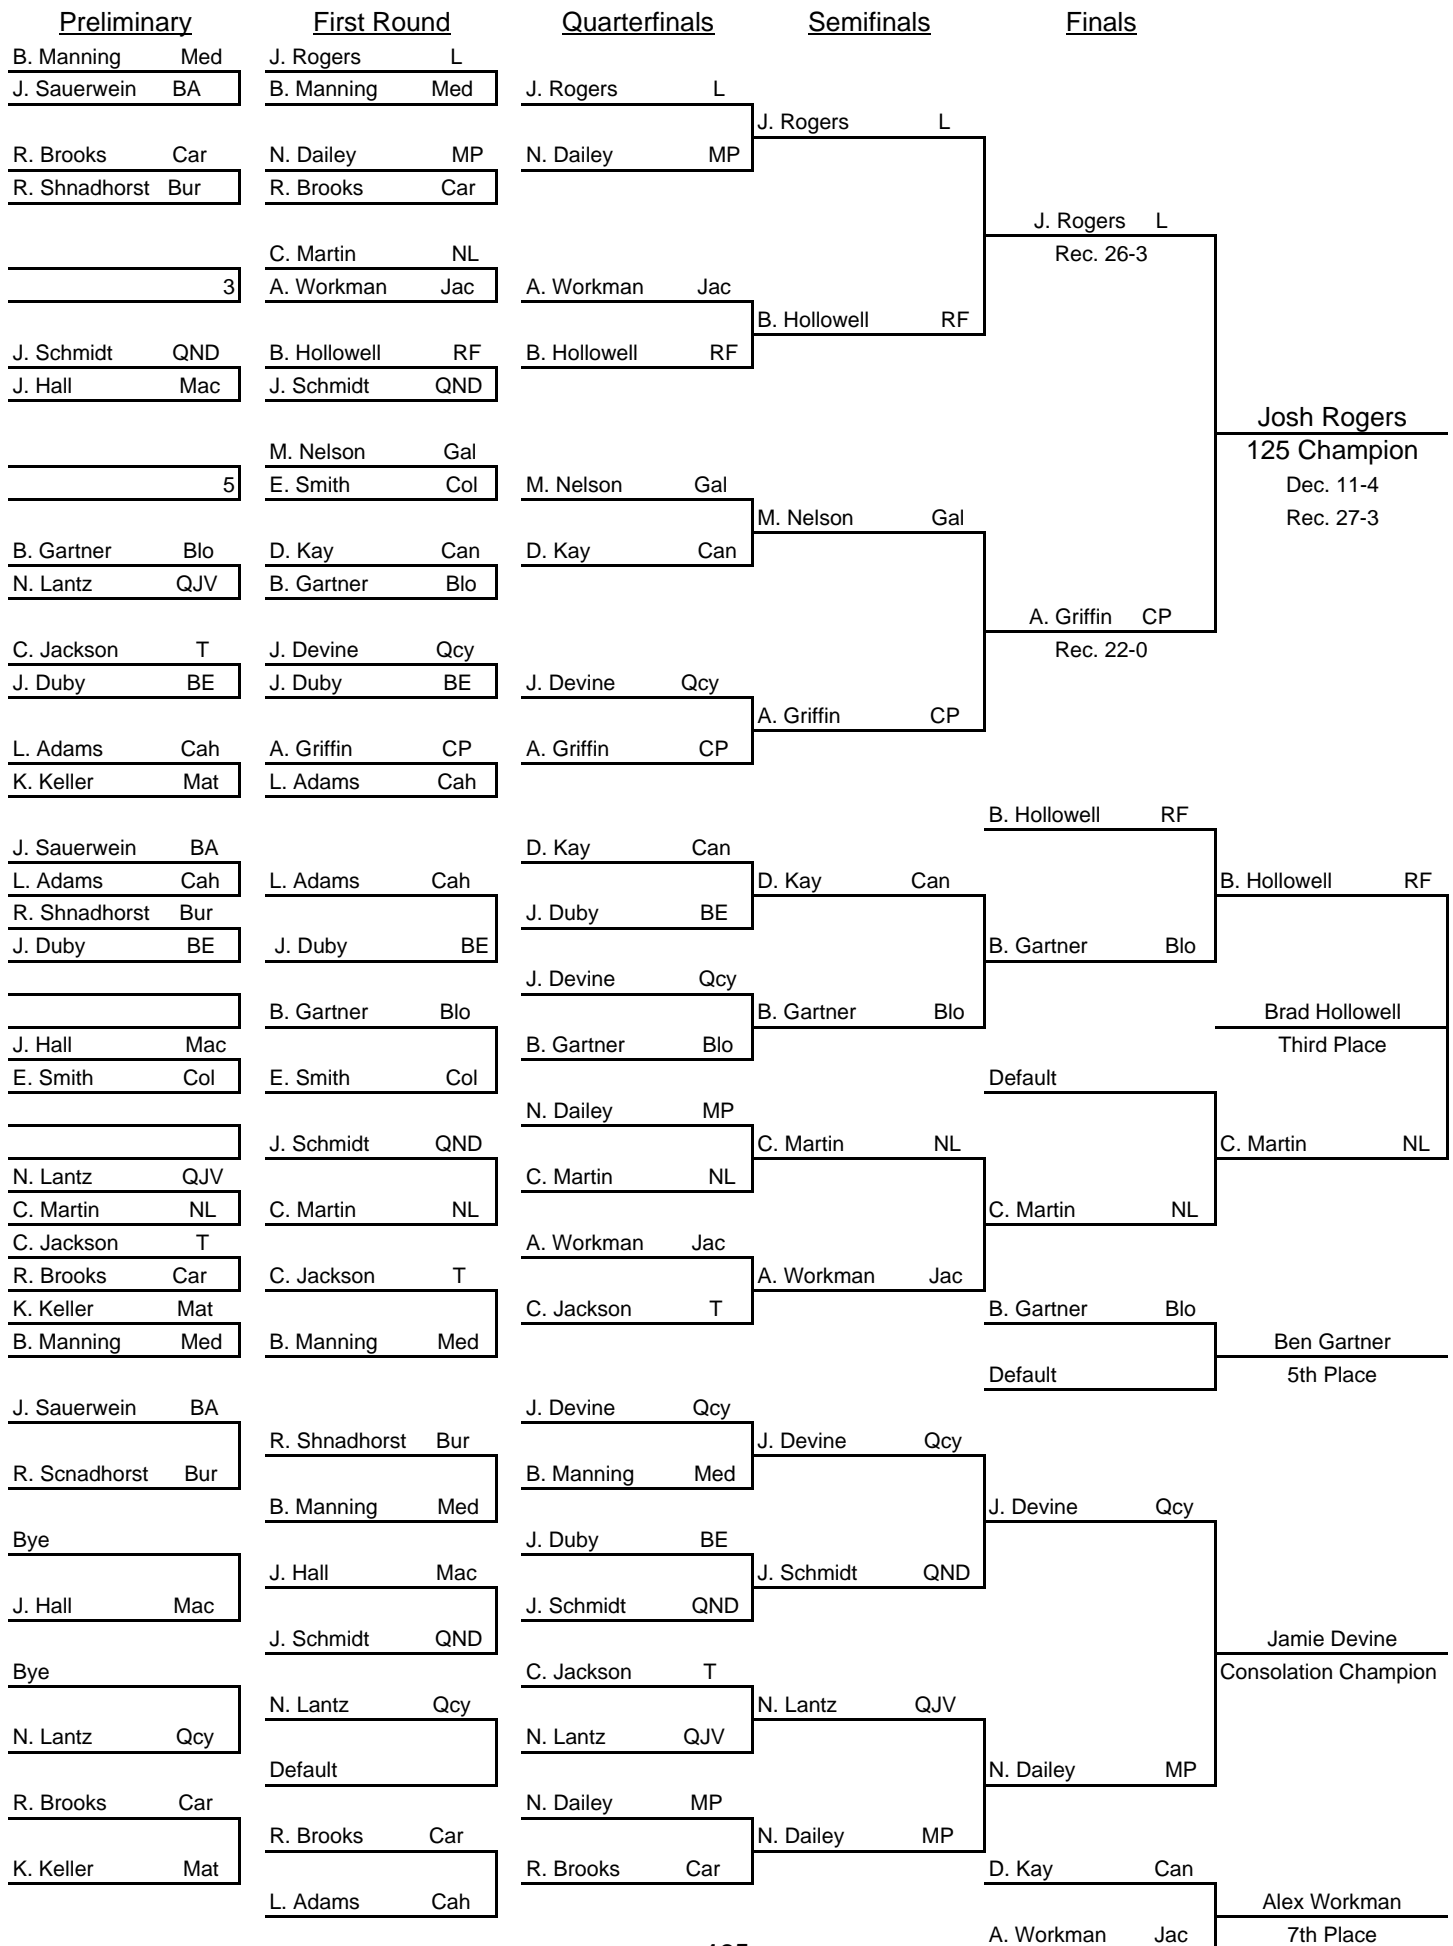 Preliminary First Round Quarterfinals Semifinals Finals
B. Manning Med J. Rogers L
J. Sauerwein BA B. Manning Med J. Rogers L
J. Rogers L
R. Brooks Car N. Dailey MP N. Dailey MP
R. Shnadhorst Bur R. Brooks Car
J. Rogers L
C. Martin NL Rec. 26-3
3 A. Workman Jac A. Workman Jac
B. Hollowell RF
J. Schmidt QND B. Hollowell RF B. Hollowell RF
J. Hall Mac J. Schmidt QND
Josh Rogers
M. Nelson Gal 125 Champion
5 E. Smith Col M. Nelson Gal Dec. 11-4
M. Nelson Gal Rec. 27-3
B. Gartner Blo D. Kay Can D. Kay Can
N. Lantz QJV B. Gartner Blo
A. Griffin CP
C. Jackson T J. Devine Qcy Rec. 22-0
J. Duby BE J. Duby BE J. Devine Qcy
A. Griffin CP
L. Adams Cah A. Griffin CP A. Griffin CP
K. Keller Mat L. Adams Cah
B. Hollowell RF
J. Sauerwein BA D. Kay Can
L. Adams Cah L. Adams Cah D. Kay Can B. Hollowell RF
R. Shnadhorst Bur J. Duby BE
J. Duby BE J. Duby BE B. Gartner Blo
J. Devine Qcy
B. Gartner Blo B. Gartner Blo Brad Hollowell
J. Hall Mac B. Gartner Blo Third Place
E. Smith Col E. Smith Col Default
N. Dailey MP
J. Schmidt QND C. Martin NL C. Martin NL
N. Lantz QJV C. Martin NL
C. Martin NL C. Martin NL C. Martin NL
C. Jackson T A. Workman Jac
R. Brooks Car C. Jackson T A. Workman Jac
K. Keller Mat C. Jackson T B. Gartner Blo
B. Manning Med B. Manning Med Ben Gartner
Default 5th Place
J. Sauerwein BA J. Devine Qcy
R. Shnadhorst Bur J. Devine Qcy
R. Scnadhorst Bur B. Manning Med
B. Manning Med J. Devine Qcy
Bye J. Duby BE
J. Hall Mac J. Schmidt QND
J. Hall Mac J. Schmidt QND
J. Schmidt QND Jamie Devine
Bye C. Jackson T Consolation Champion
N. Lantz Qcy N. Lantz QJV
N. Lantz Qcy N. Lantz QJV
Default N. Dailey MP
R. Brooks Car N. Dailey MP
R. Brooks Car N. Dailey MP
K. Keller Mat R. Brooks Car D. Kay Can
L. Adams Cah Alex Workman
A. Workman Jac 7th Place